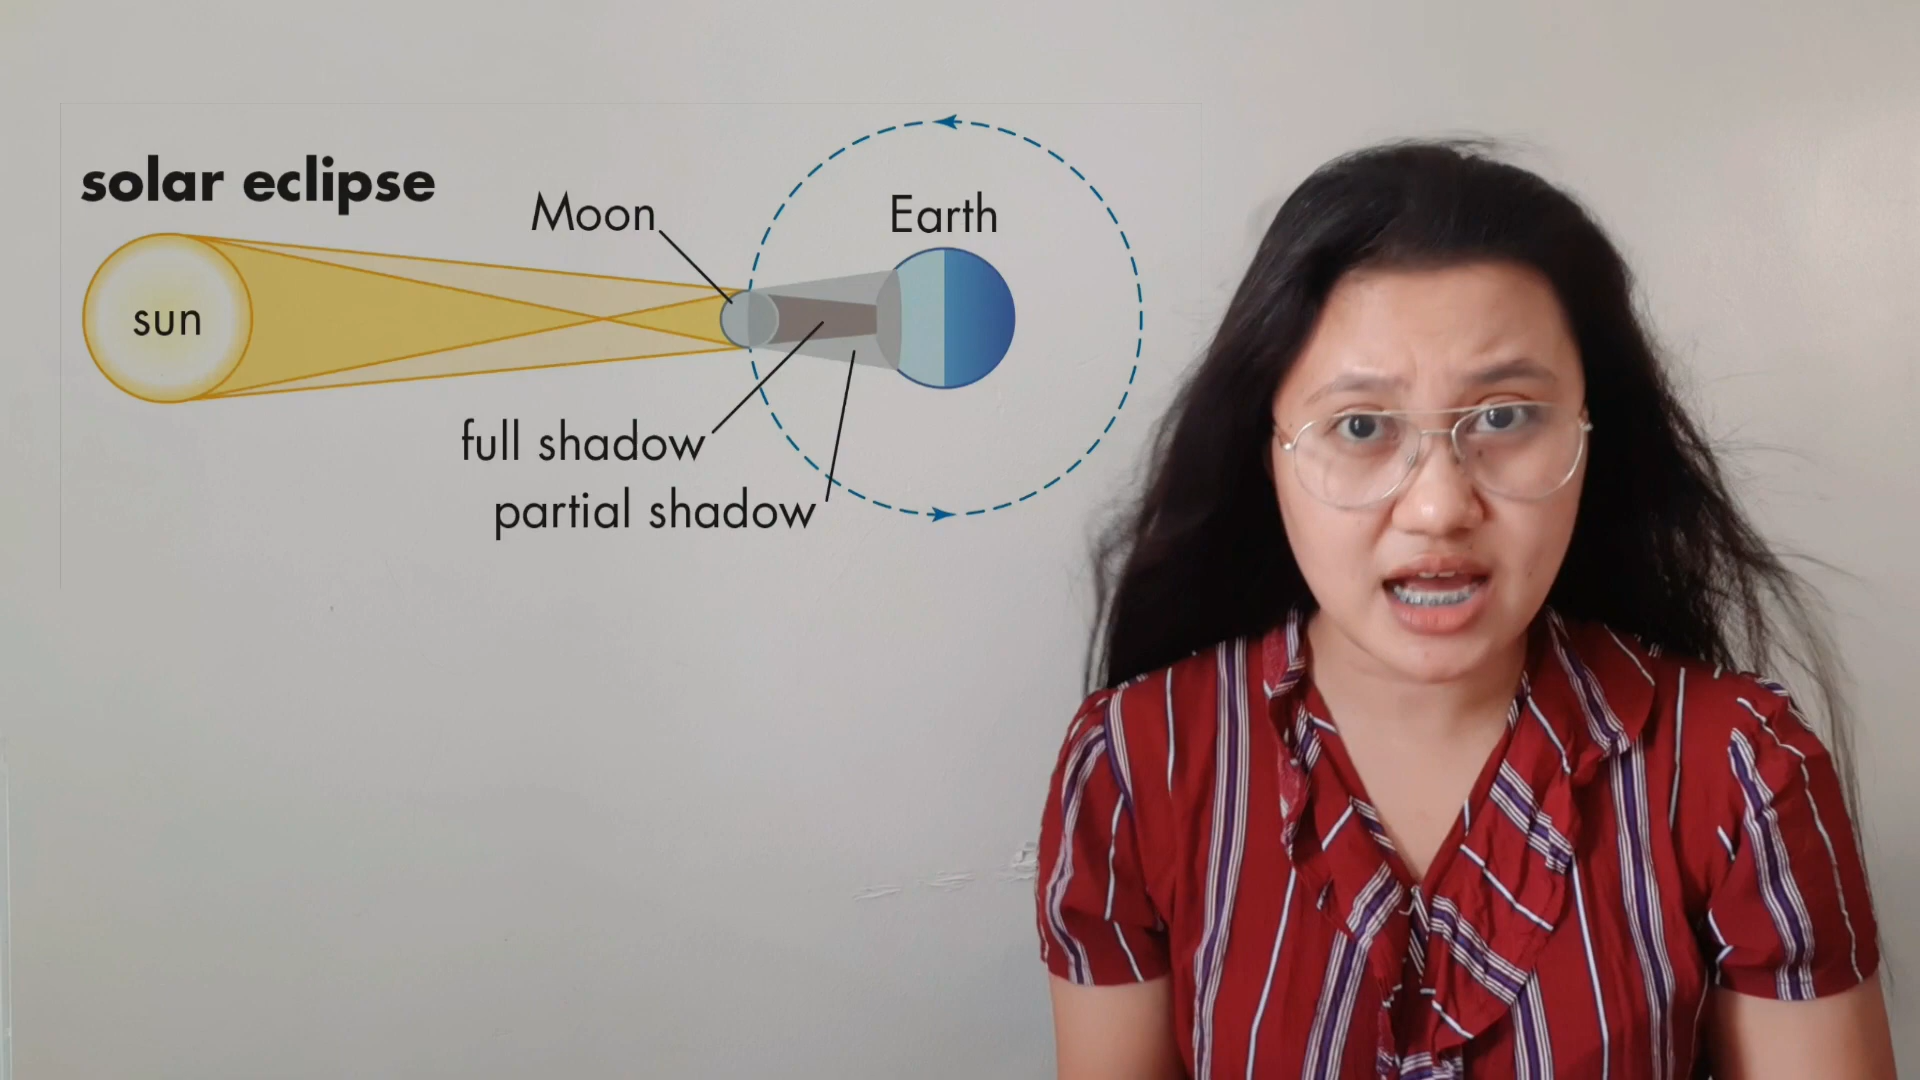 solar eclipse
Moon
Earth
sun
full shadow
partial shadow